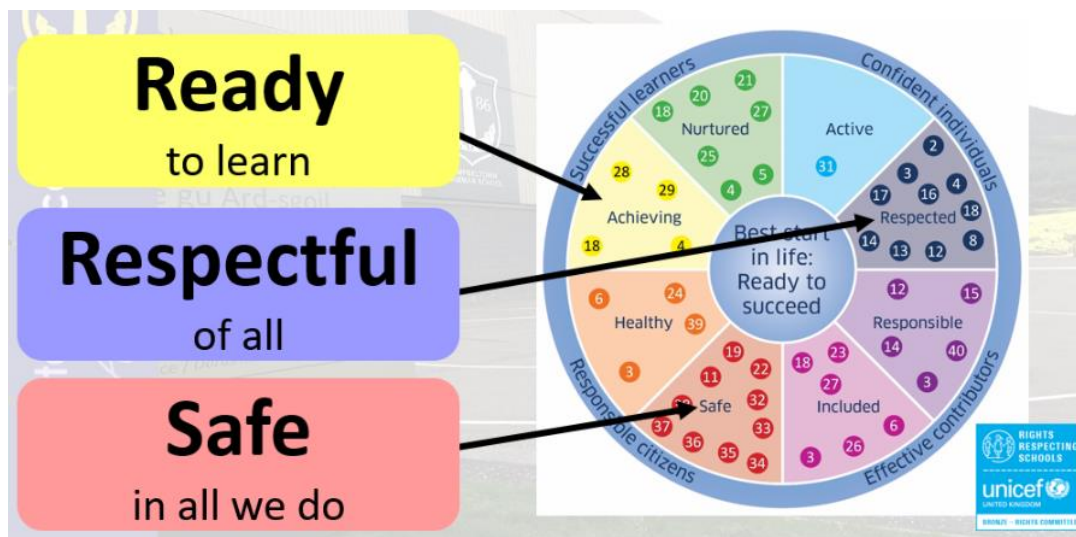 Ready
to learn
Respectful
of all
Safe
in all we do
Successful learners
Confident individuals
Effective contributors
Responsible citizens
Best start
in life:
Ready to
succeed
Nurtured
18
20
21
27
25
4
5
Active
31
Respected
2
3
4
17
16
18
14
13
12
8
Responsible
12
15
14
40
3
Included
18
23
27
6
26
3
Safe
19
22
11
32
33
37
36
35
34
Healthy
6
24
39
3
Achieving
28
29
18
4
86
gu Ard-sgoil
RIGHTS
RESPECTING
SCHOOLS
unicef
UNITED KINGDOM
BRONZE – RIGHTS COMMITTED